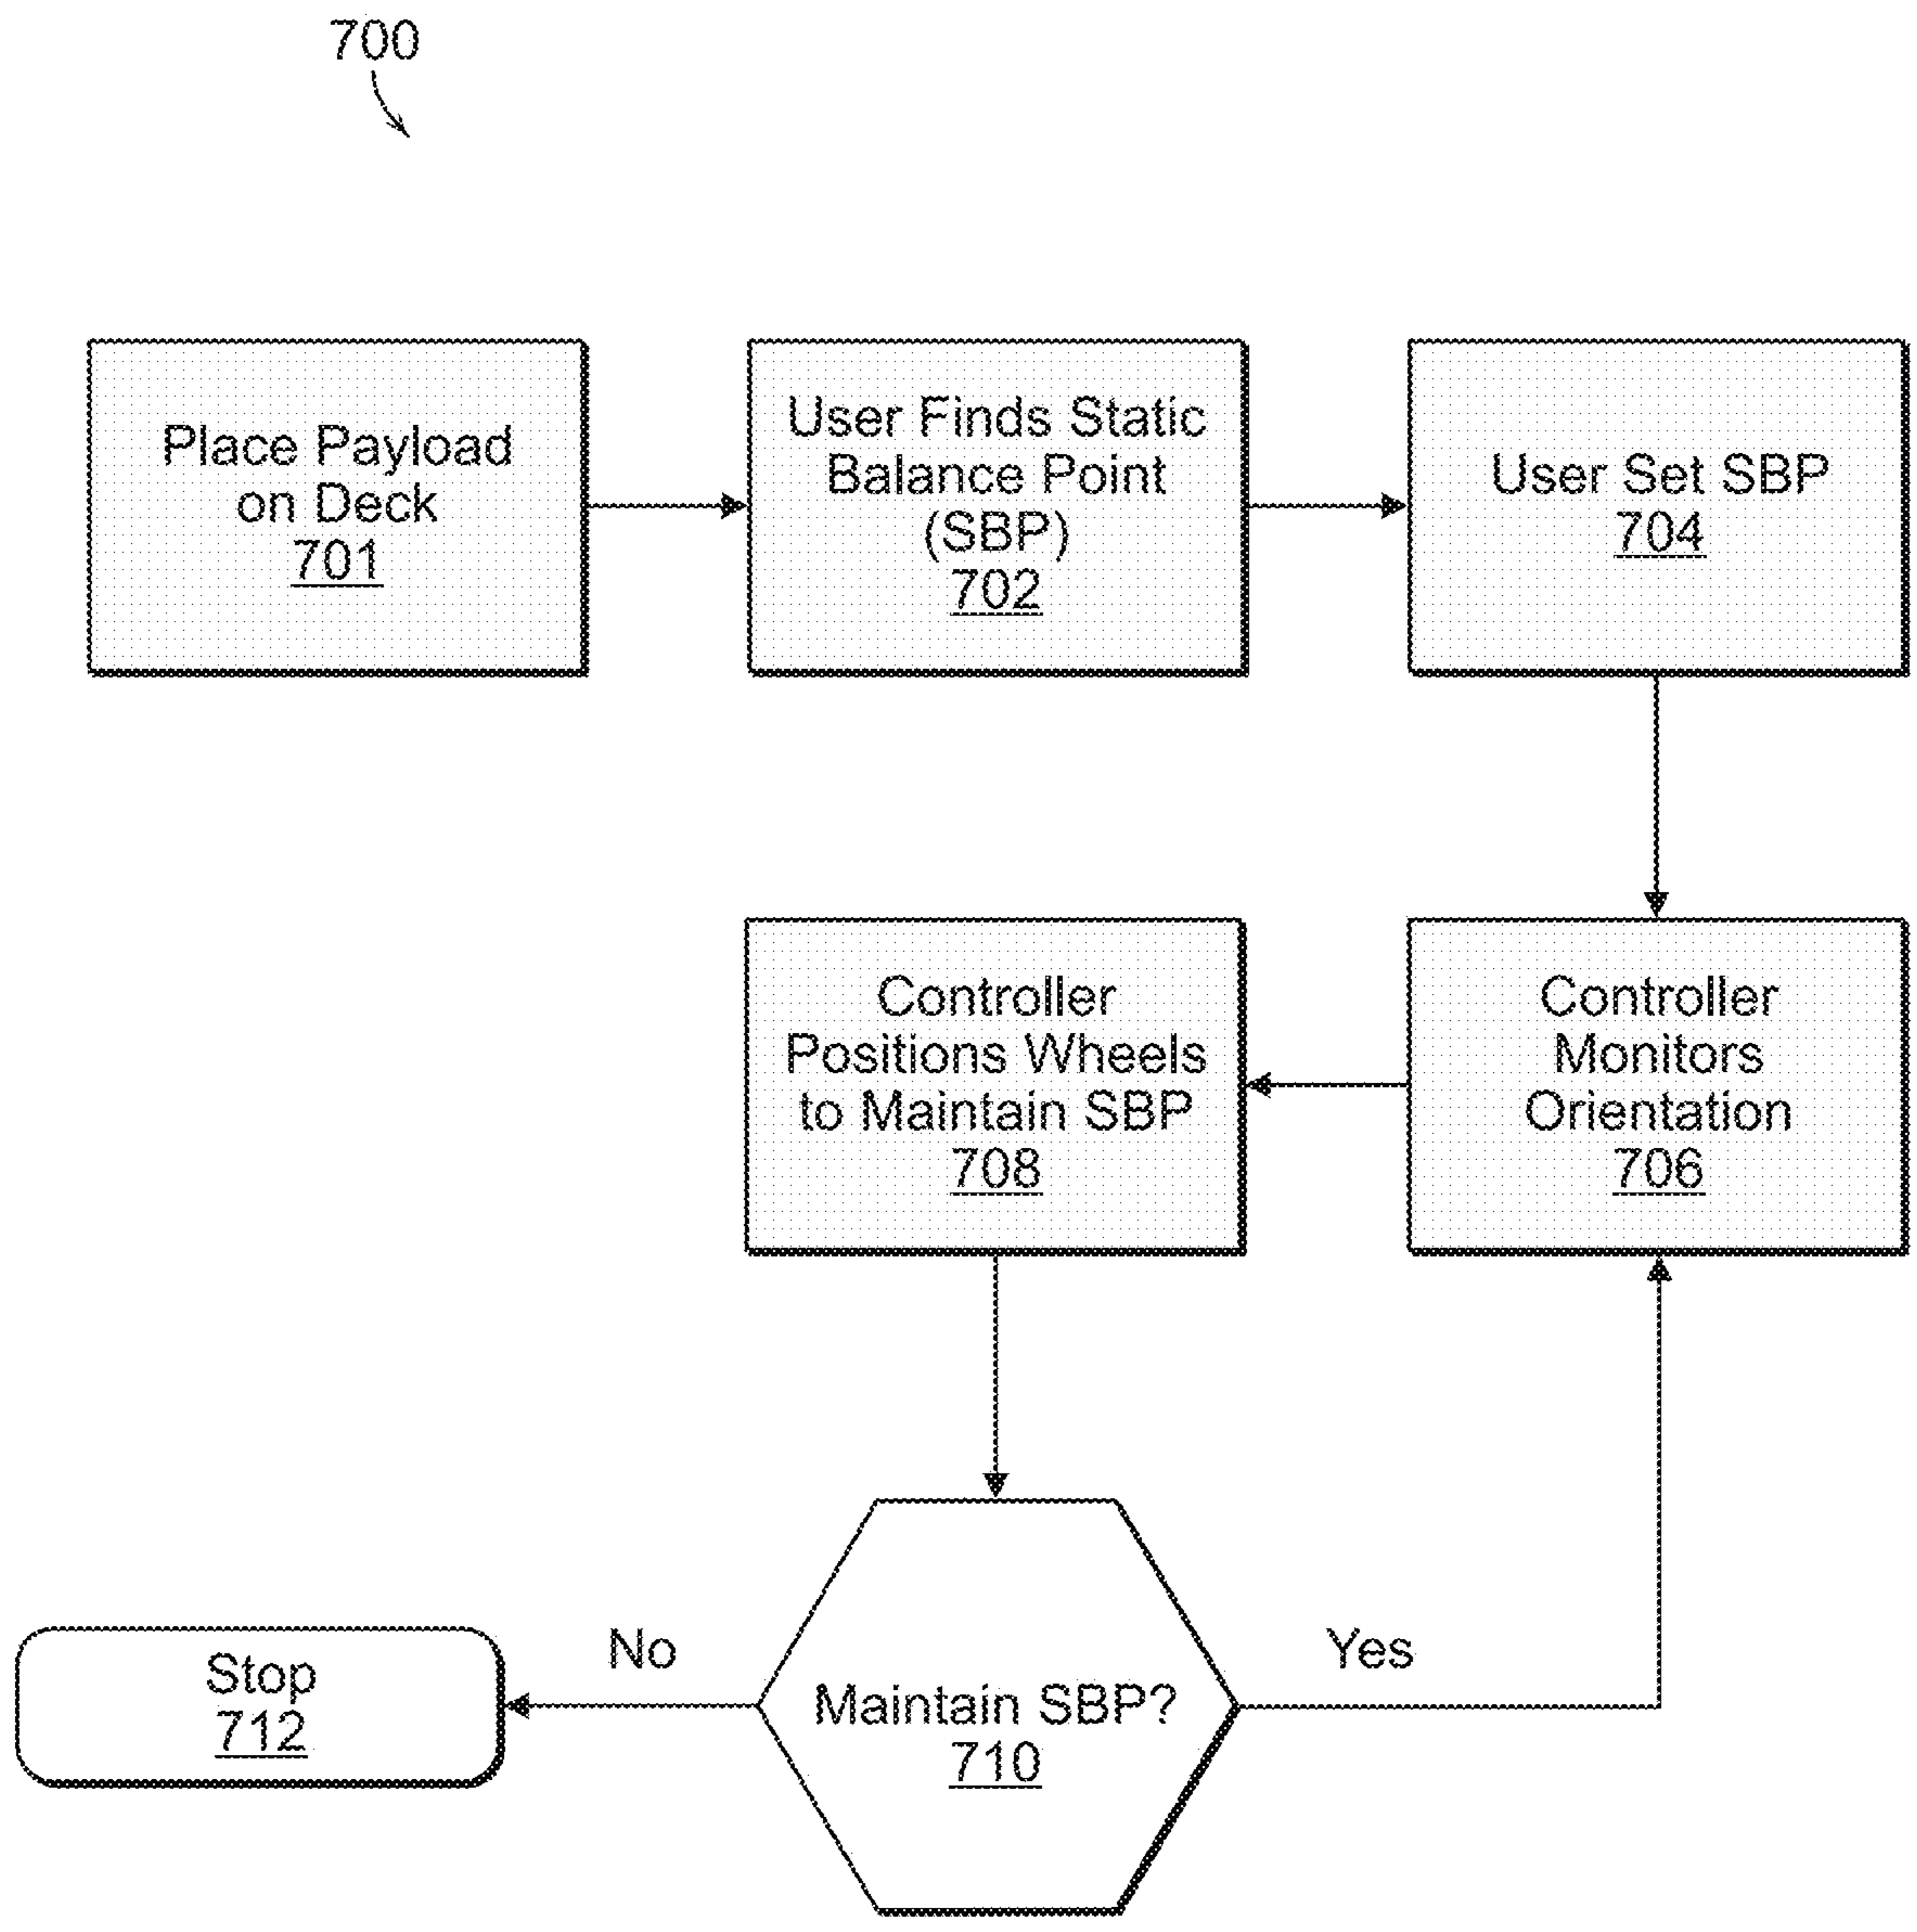 700
Place Payload
on Deck
701
User Finds Static
Balance Point
(SBP)
702
User Set SBP
704
Controller
Monitors
Orientation
706
Controller
Positions Wheels
to Maintain SBP
708
Maintain SBP?
710
Yes
No
Stop
712